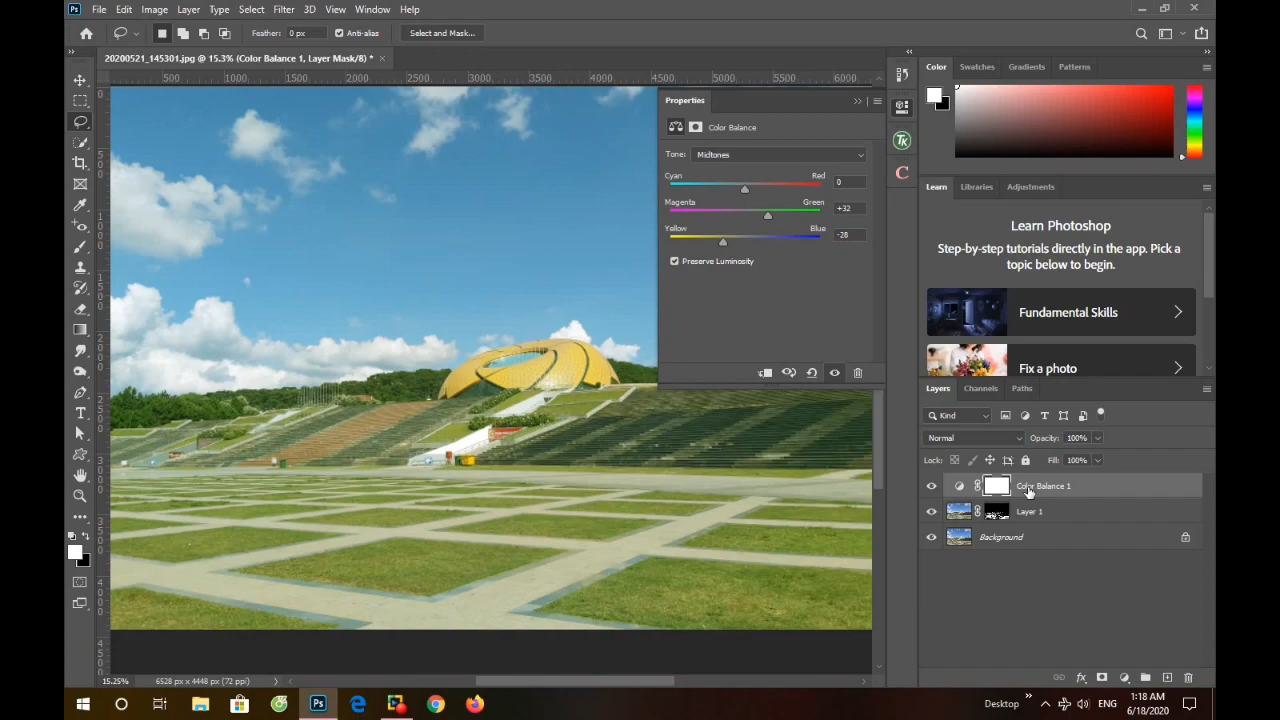 Ps File Edit Image Layer Type Select Filter 3D View Window Help
Feather: 0 px Anti-alias Select and Mask...
20200521_145301.jpg @ 15.3% (Color Balance 1, Layer Mask/8) *
500 1000 1500 2000 2500 3000 3500 4000 4500 5000 5500 6000
Properties
Color Balance
Tone: Midtones
Cyan Red 0
Magenta Green +32
Yellow Blue -28
Preserve Luminosity
TK
C
Color Swatches Gradients Patterns
Learn Libraries Adjustments
Learn Photoshop
Step-by-step tutorials directly in the app. Pick a
topic below to begin.
Fundamental Skills
Fix a photo
Layers Channels Paths
Kind
Normal Opacity: 100%
Lock: Fill: 100%
Color Balance 1
Layer 1
Background
15.25% 6528 px x 4448 px (72 ppi)
Desktop ENG 1:18 AM
6/18/2020